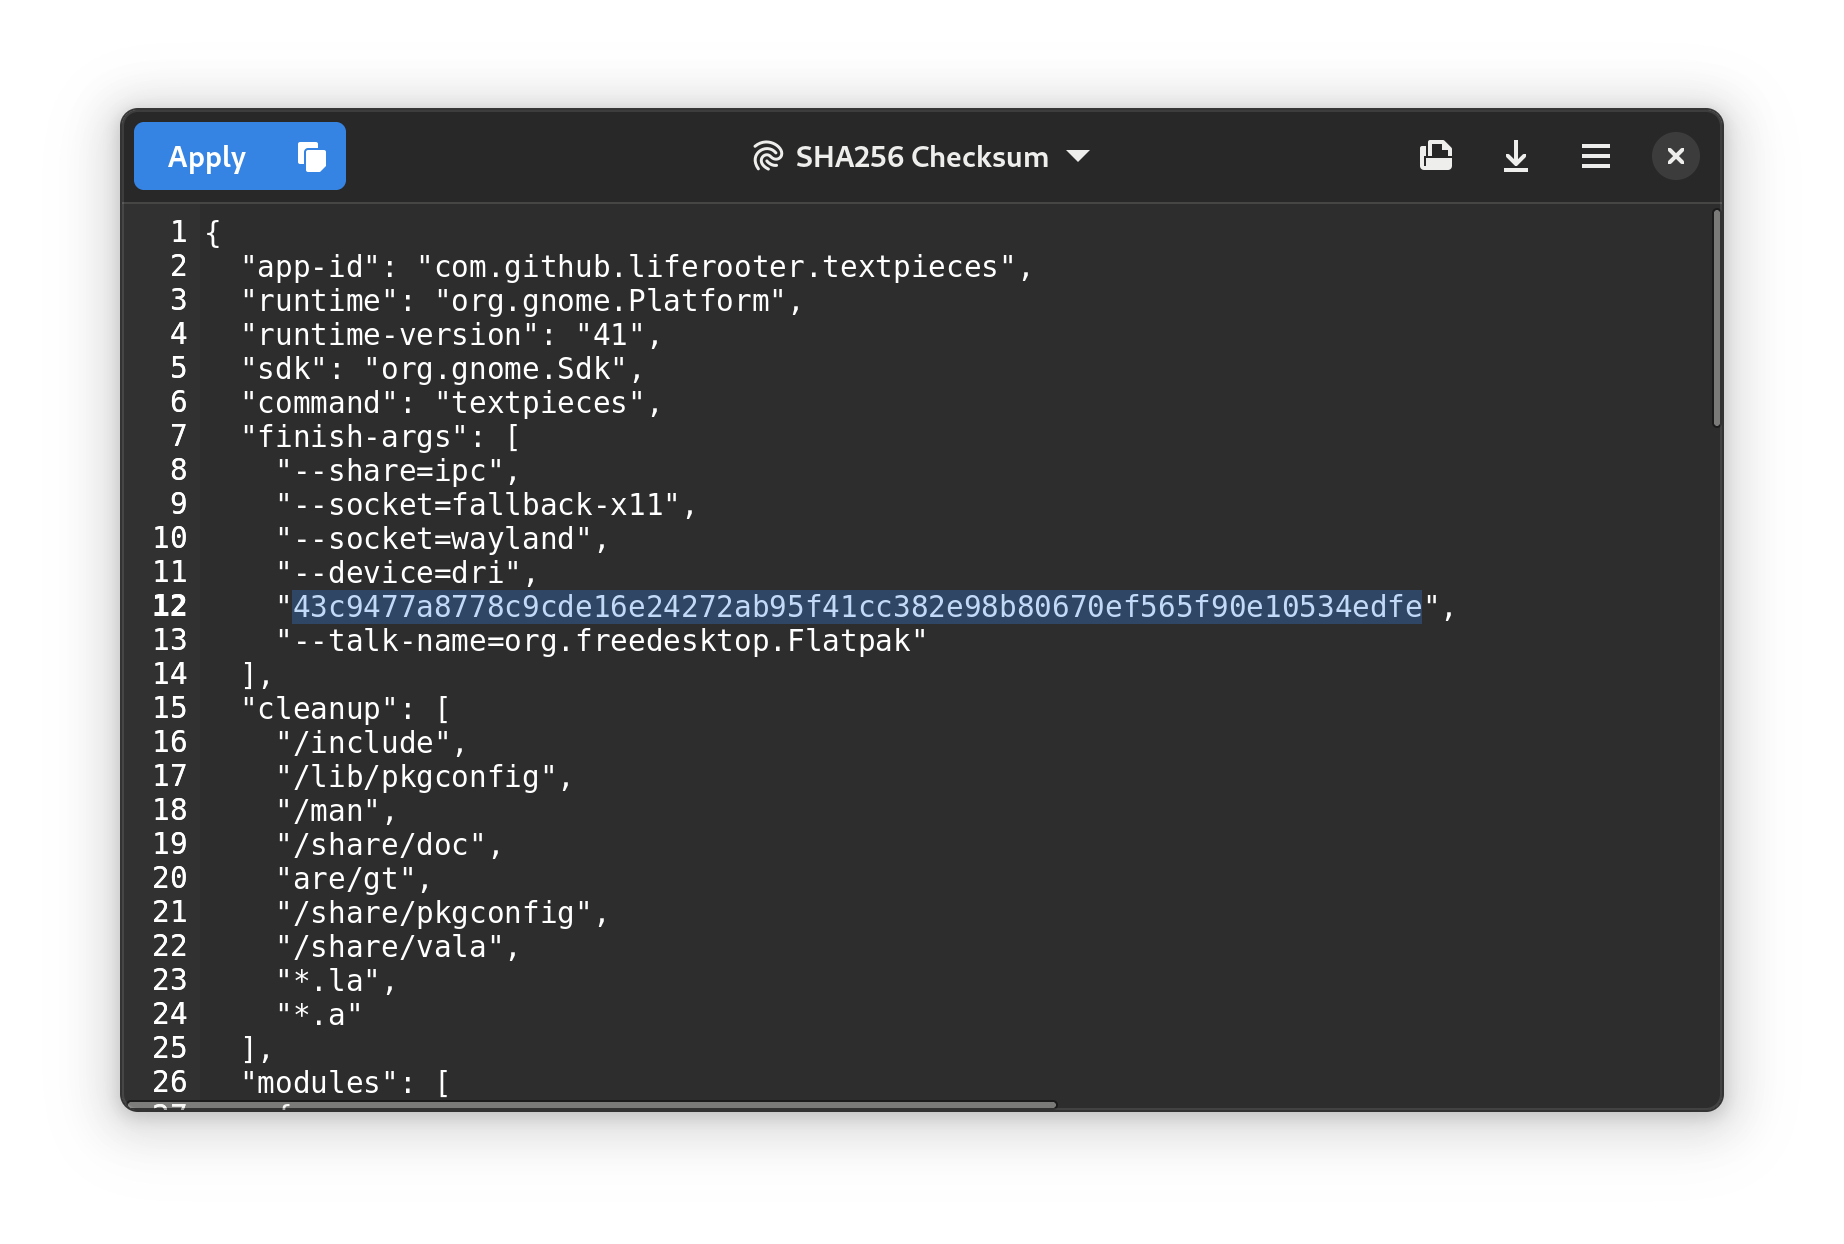 Apply
SHA256 Checksum
1 {
2   "app-id": "com.github.liferooter.textpieces",
3   "runtime": "org.gnome.Platform",
4   "runtime-version": "41",
5   "sdk": "org.gnome.Sdk",
6   "command": "textpieces",
7   "finish-args": [
8     "--share=ipc",
9     "--socket=fallback-x11",
10     "--socket=wayland",
11     "--device=dri",
12     "43c9477a8778c9cde16e24272ab95f41cc382e98b80670ef565f90e10534edfe",
13     "--talk-name=org.freedesktop.Flatpak"
14   ],
15   "cleanup": [
16     "/include",
17     "/lib/pkgconfig",
18     "/man",
19     "/share/doc",
20     "are/gt",
21     "/share/pkgconfig",
22     "/share/vala",
23     "*.la",
24     "*.a"
25   ],
26   "modules": [